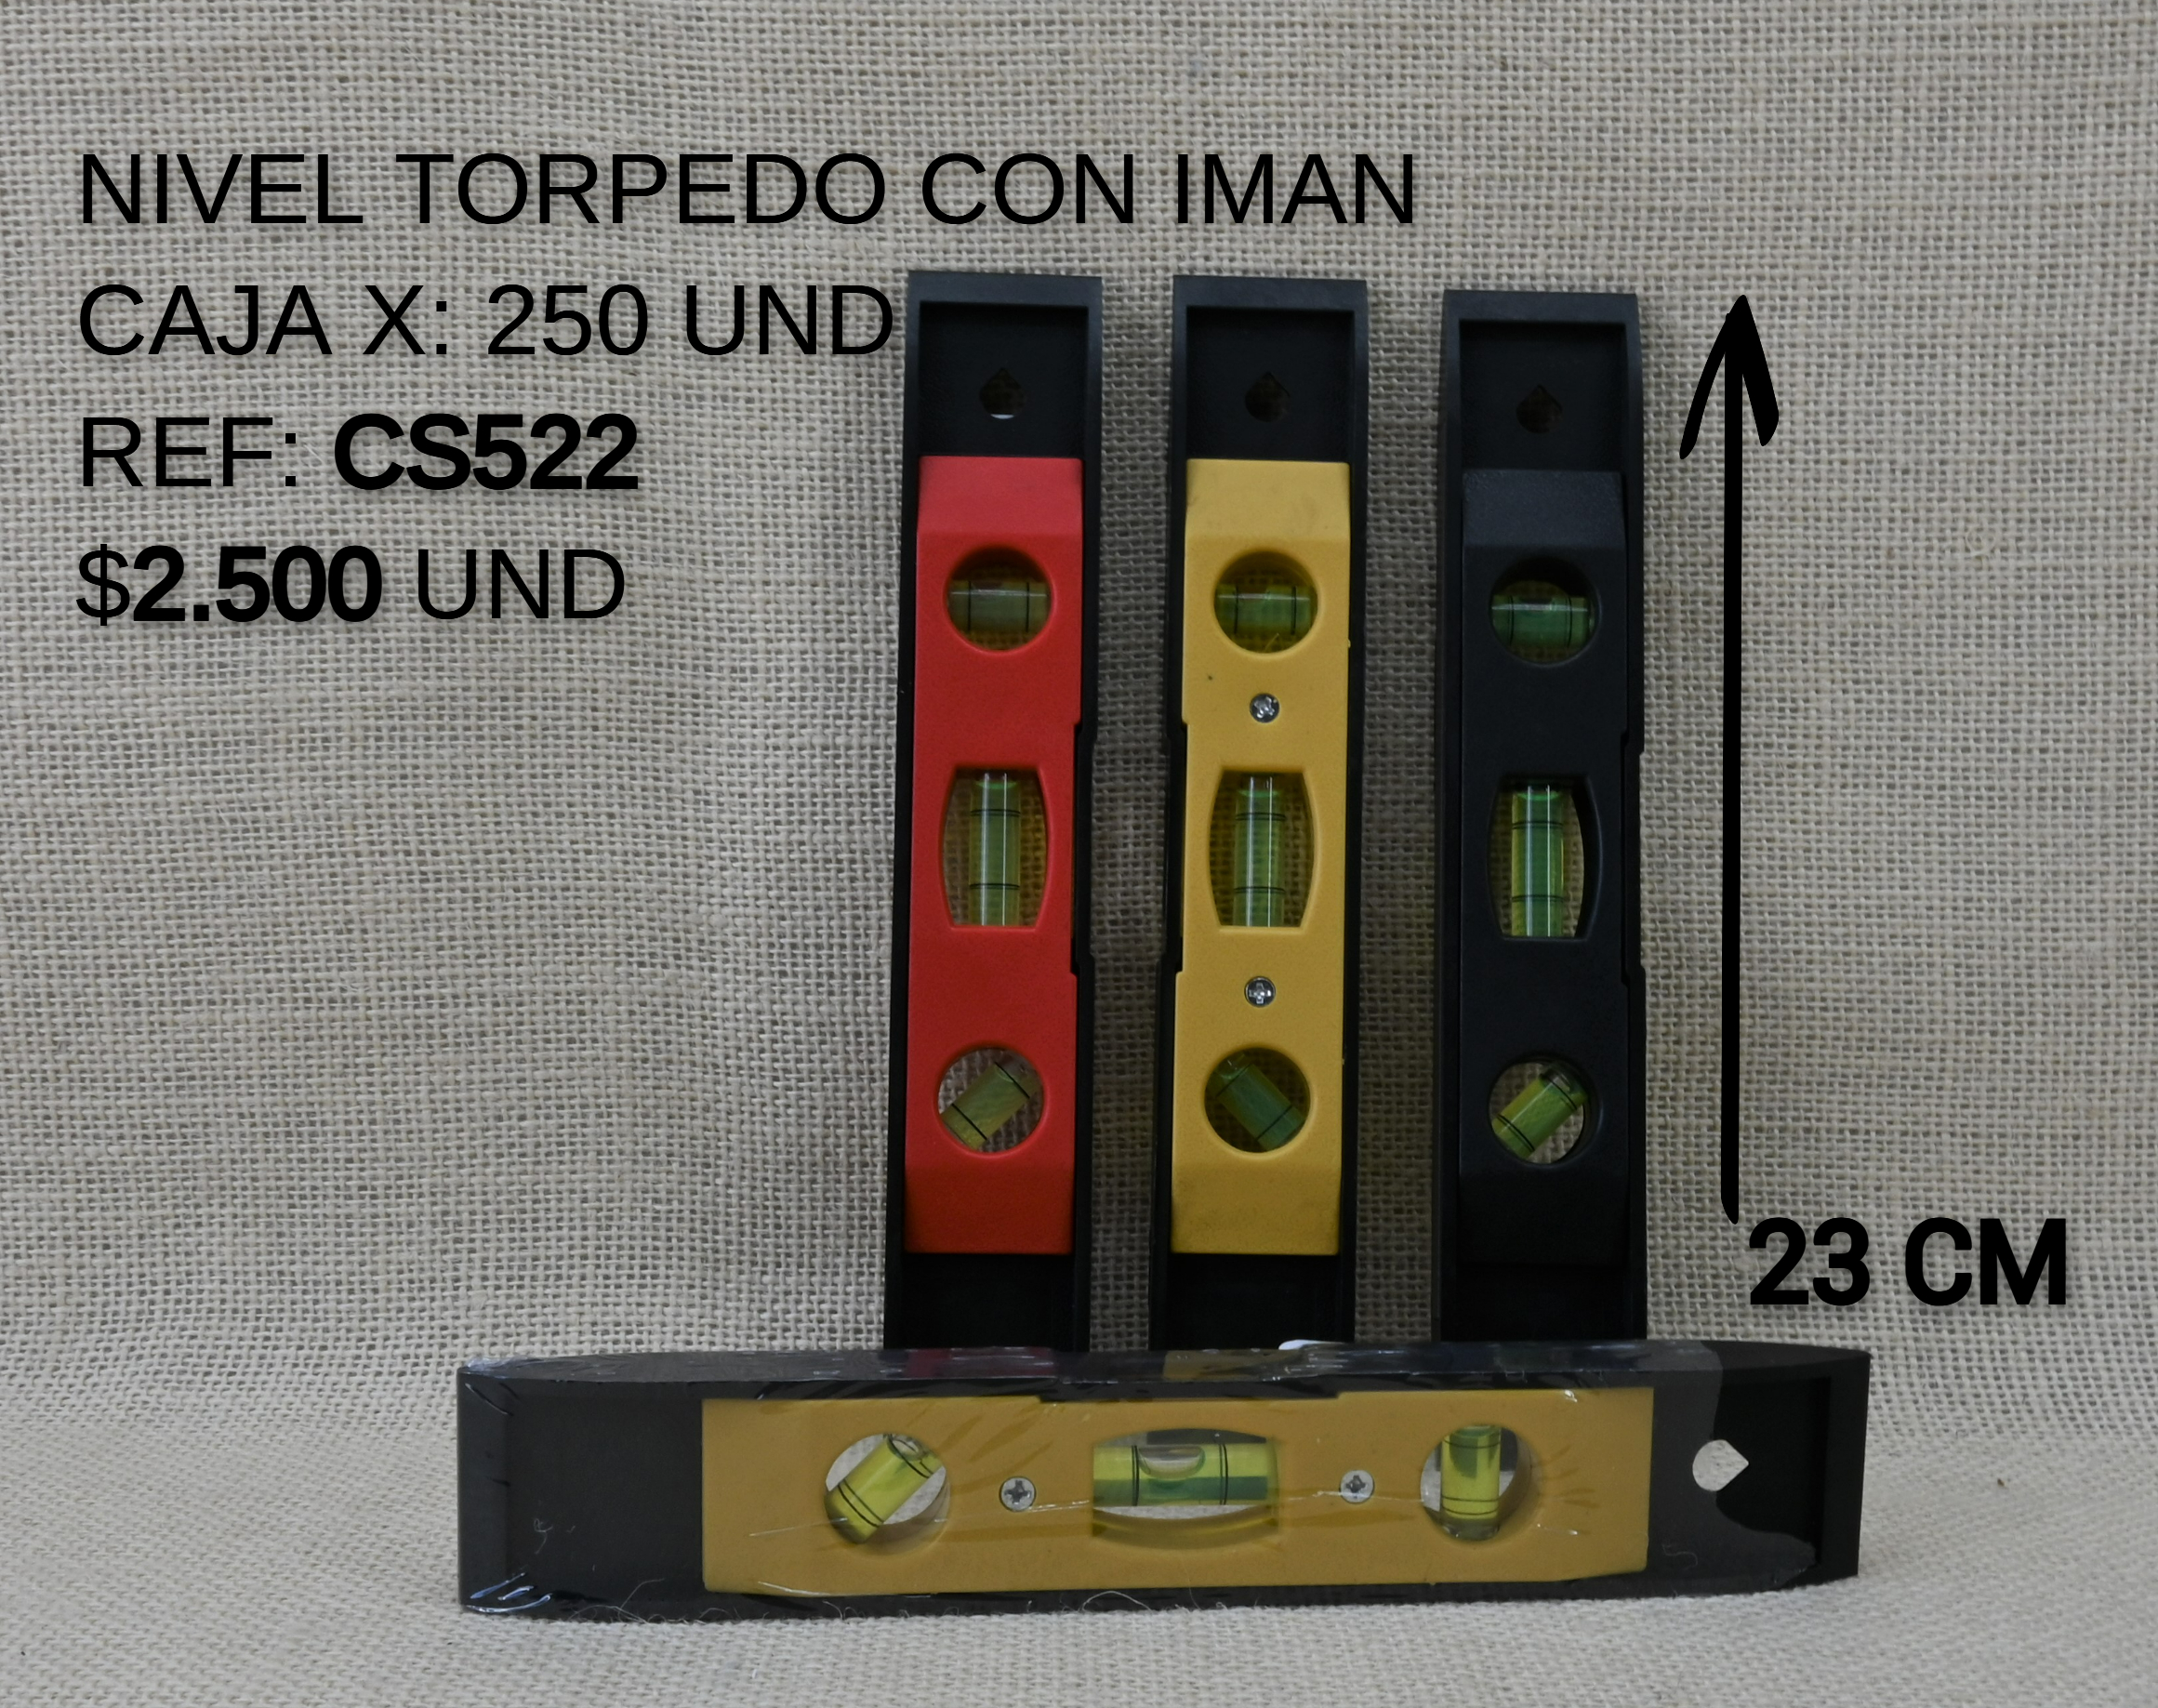 NIVEL TORPEDO CON IMAN
CAJA X: 250 UND
REF: CS522
$2.500 UND
23 CM